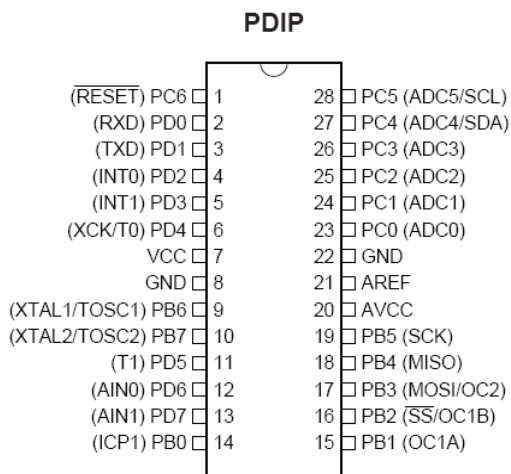 PDIP
(RESET) PC6 1 28 PC5 (ADC5/SCL)
(RXD) PD0 2 27 PC4 (ADC4/SDA)
(TXD) PD1 3 26 PC3 (ADC3)
(INT0) PD2 4 25 PC2 (ADC2)
(INT1) PD3 5 24 PC1 (ADC1)
(XCK/T0) PD4 6 23 PC0 (ADC0)
VCC 7 22 GND
GND 8 21 AREF
(XTAL1/TOSC1) PB6 9 20 AVCC
(XTAL2/TOSC2) PB7 10 19 PB5 (SCK)
(T1) PD5 11 18 PB4 (MISO)
(AIN0) PD6 12 17 PB3 (MOSI/OC2)
(AIN1) PD7 13 16 PB2 (SS/OC1B)
(ICP1) PB0 14 15 PB1 (OC1A)